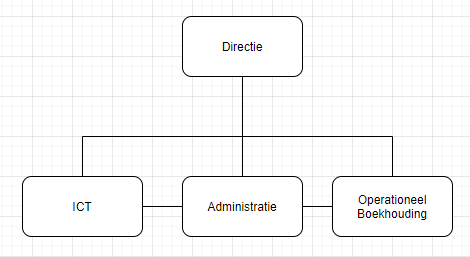 Directie
ICT
Administratie
Operationeel
Boekhouding